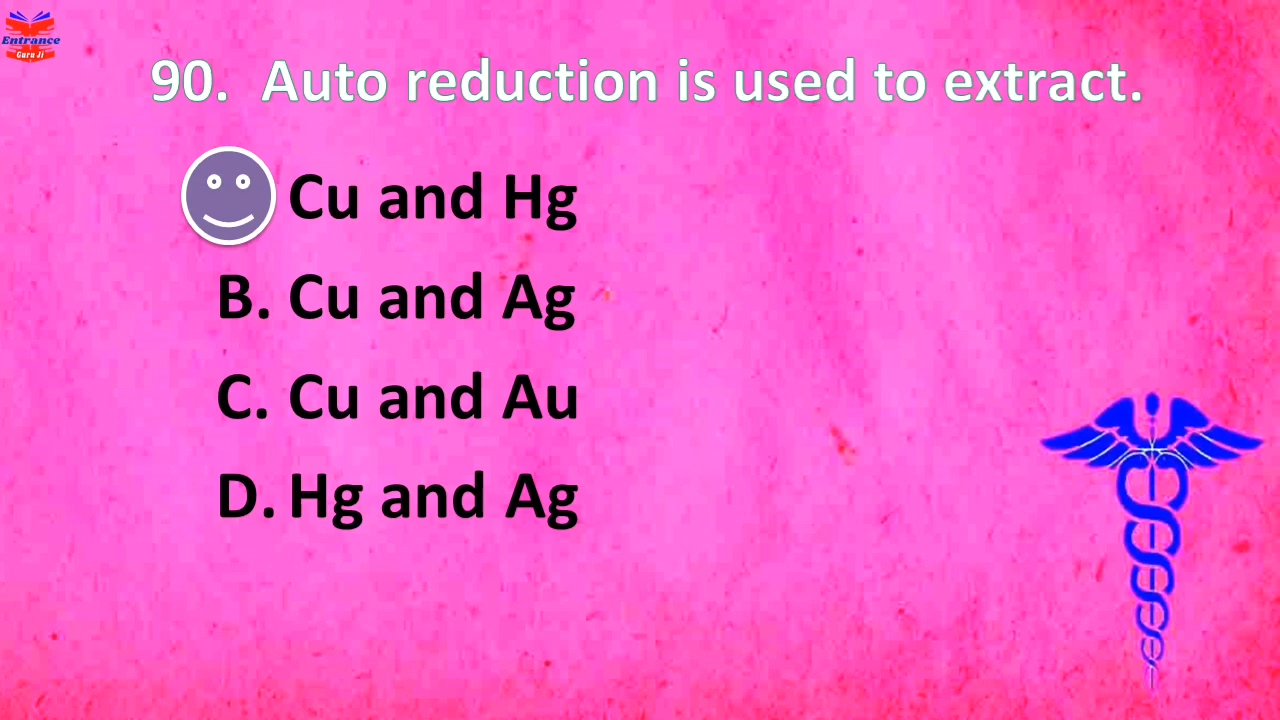 Entrance
Guru Ji
90. Auto reduction is used to extract.
Cu and Hg
B. Cu and Ag
C. Cu and Au
D. Hg and Ag